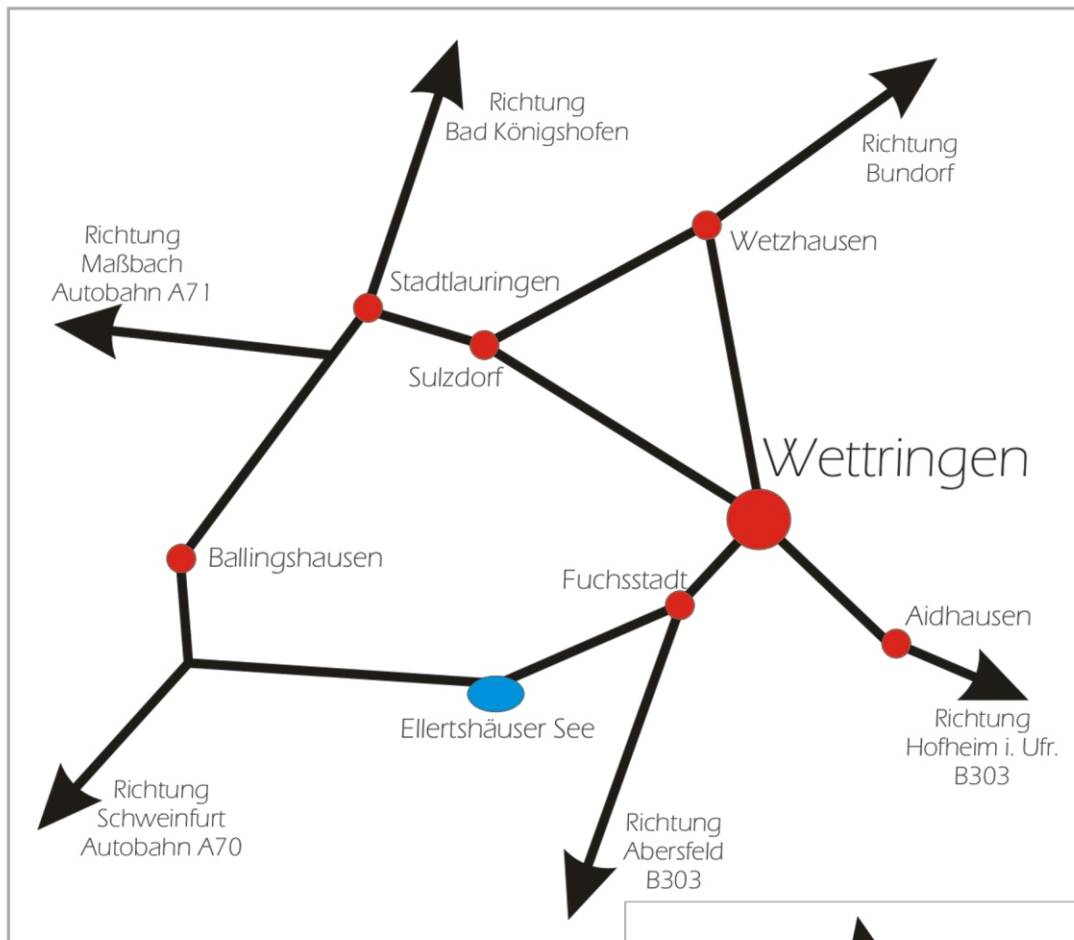 Richtung
Bad Königshofen
Richtung
Bundorf
Richtung
Maßbach
Autobahn A71
Wetzhausen
Stadtlauringen
Sulzdorf
Wettringen
Ballingshausen
Fuchsstadt
Aidhausen
Ellertshäuser See
Richtung
Hofheim i. Ufr.
B303
Richtung
Schweinfurt
Autobahn A70
Richtung
Abersfeld
B303